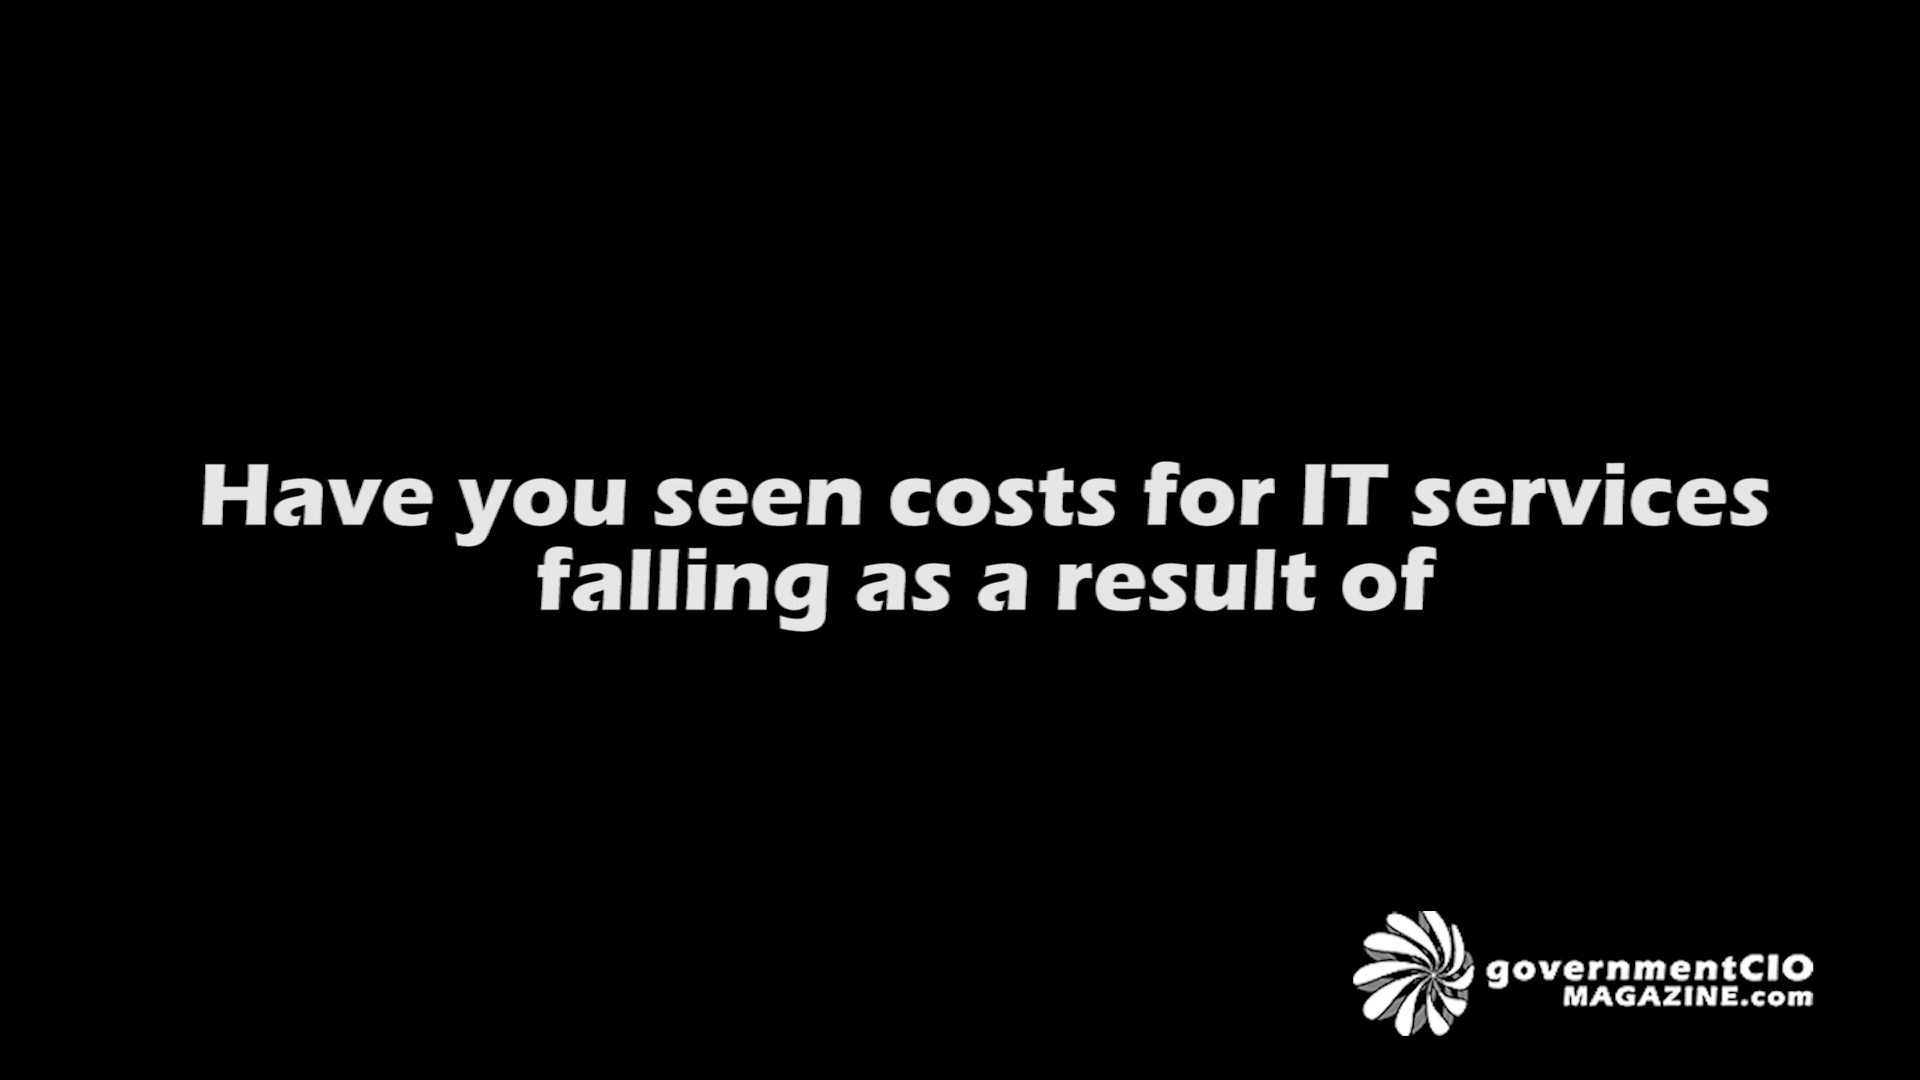 Have you seen costs for IT services
falling as a result of
governmentCIO
MAGAZINE.com